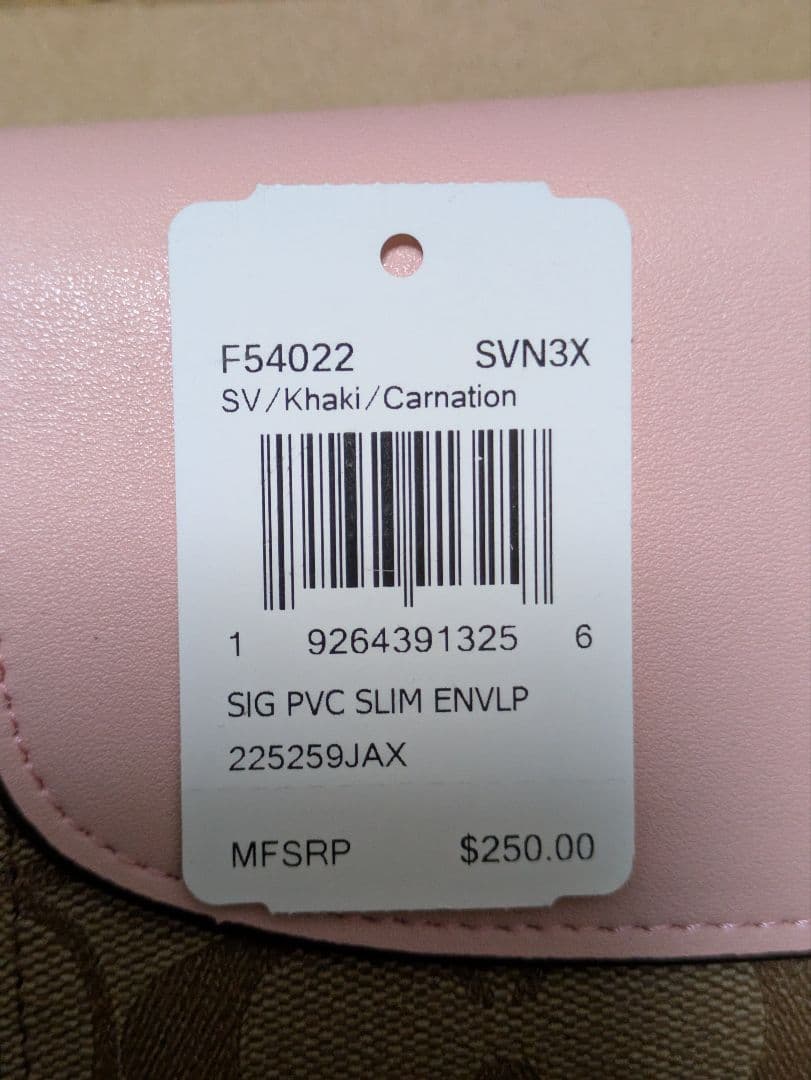 F54022 SVN3X
SV/Khaki/Carnation
1 9264391325 6
SIG PVC SLIM ENVLP
225259JAX
MFSRP $250.00